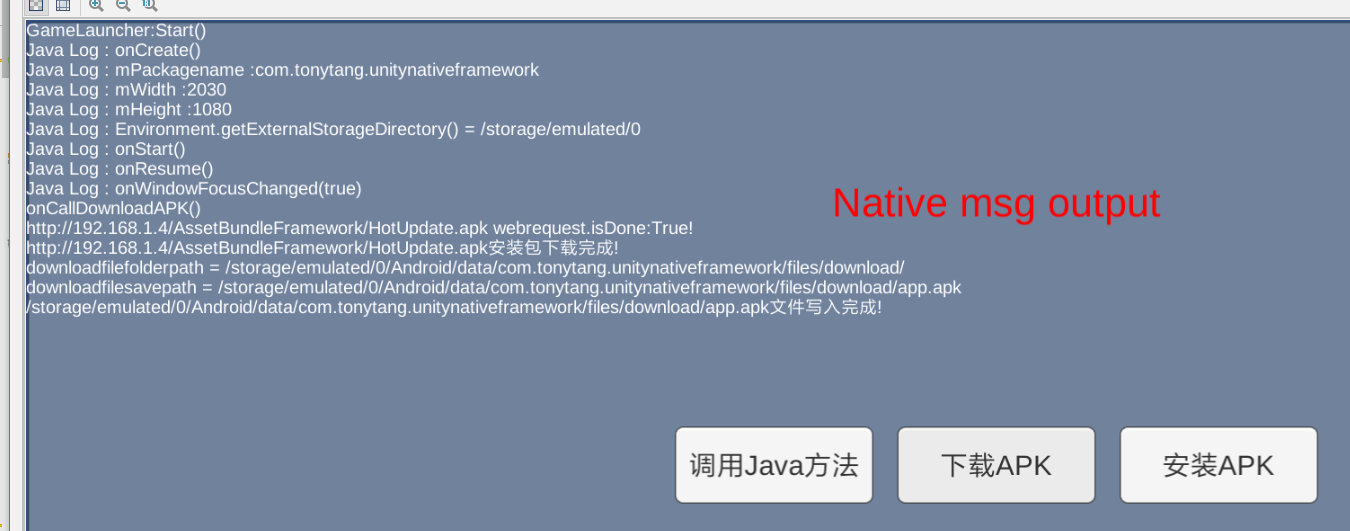 GameLauncher:Start()
Java Log : onCreate()
Java Log : mPackagename :com.tonytang.unitynativeframework
Java Log : mWidth :2030
Java Log : mHeight :1080
Java Log : Environment.getExternalStorageDirectory() = /storage/emulated/0
Java Log : onStart()
Java Log : onResume()
Java Log : onWindowFocusChanged(true)
onCallDownloadAPK()
http://192.168.1.4/AssetBundleFramework/HotUpdate.apk webrequest.isDone:True!
http://192.168.1.4/AssetBundleFramework/HotUpdate.apk安装包下载完成!
downloadfilefolderpath = /storage/emulated/0/Android/data/com.tonytang.unitynativeframework/files/download/
downloadfilesavepath = /storage/emulated/0/Android/data/com.tonytang.unitynativeframework/files/download/app.apk
/storage/emulated/0/Android/data/com.tonytang.unitynativeframework/files/download/app.apk文件写入完成!
Native msg output
调用Java方法
下载APK
安装APK